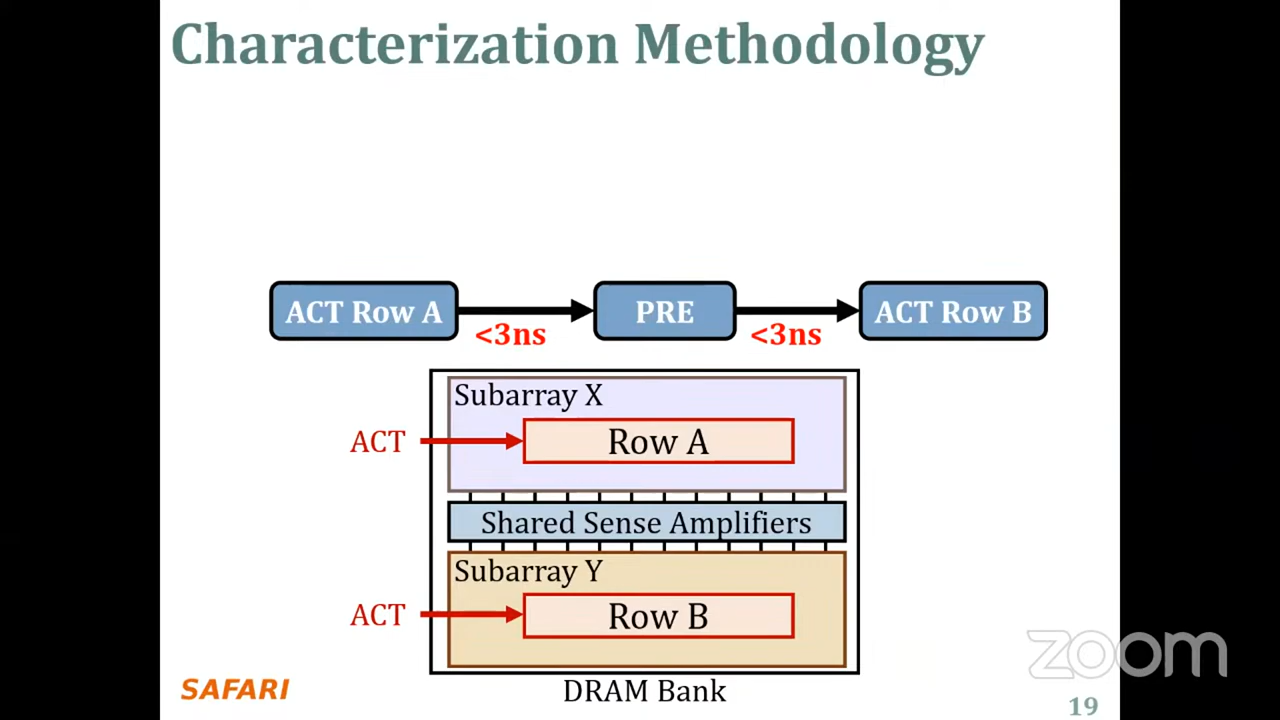 Characterization Methodology
ACT Row A
PRE
ACT Row B
<3ns
<3ns
Subarray X
ACT
Row A
Shared Sense Amplifiers
Subarray Y
ACT
Row B
DRAM Bank
SAFARI
zoom
19